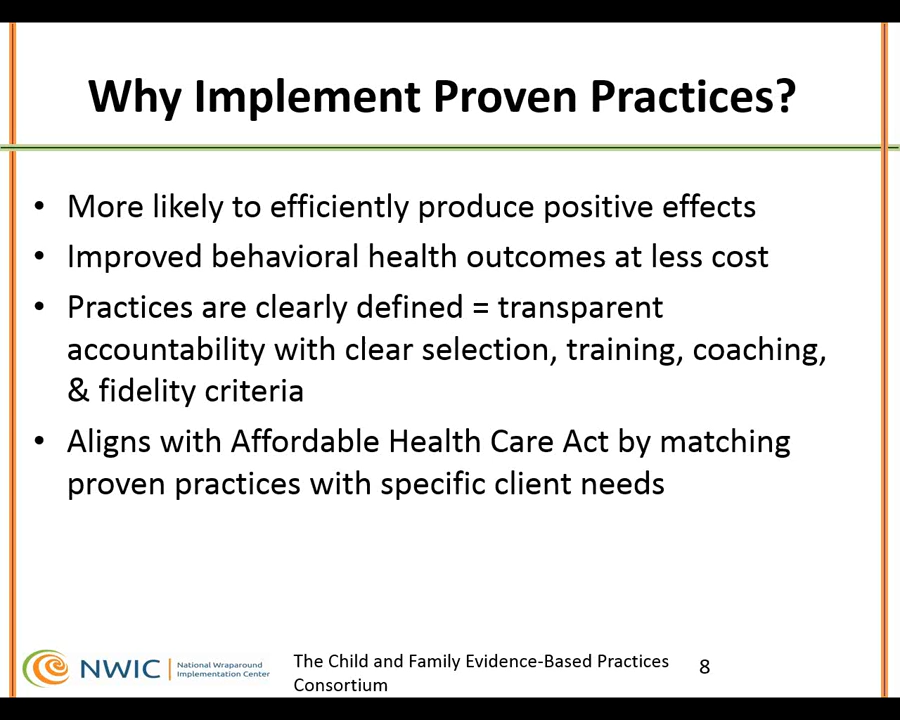 Why Implement Proven Practices?
• More likely to efficiently produce positive effects
• Improved behavioral health outcomes at less cost
• Practices are clearly defined = transparent
accountability with clear selection, training, coaching,
& fidelity criteria
• Aligns with Affordable Health Care Act by matching
proven practices with specific client needs
NWIC
National Wraparound
Implementation Center
The Child and Family Evidence-Based Practices
Consortium
8